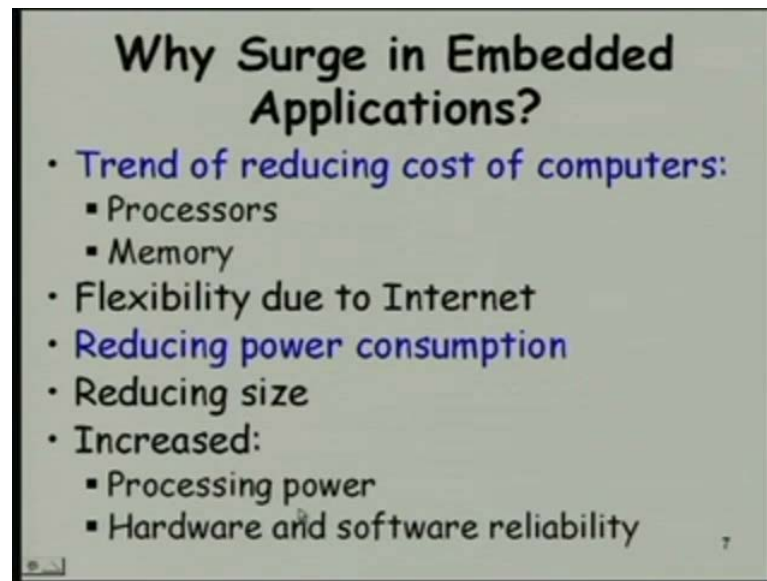 Why Surge in Embedded
Applications?
• Trend of reducing cost of computers:
▪ Processors
▪ Memory
• Flexibility due to Internet
• Reducing power consumption
• Reducing size
• Increased:
▪ Processing power
▪ Hardware and software reliability
7